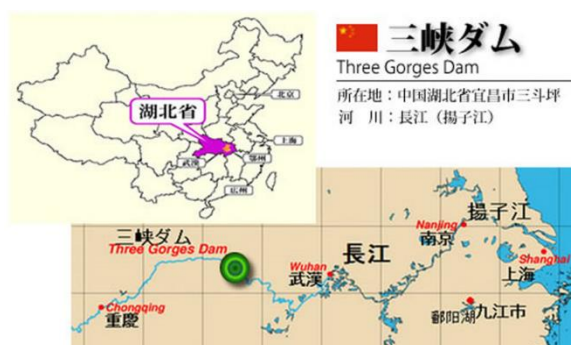 三峡ダム
Three Gorges Dam
所在地：中国湖北省宜昌市三斗坪
河　川：長江（揚子江）
北京
湖北省
上海
武漢
鄂州
広州
三峡ダム
Three Gorges Dam
長江
揚子江
Nanjing
南京
Wuhan
武漢
Shanghai
上海
Chongqing
重慶
鄱阳湖
九江市